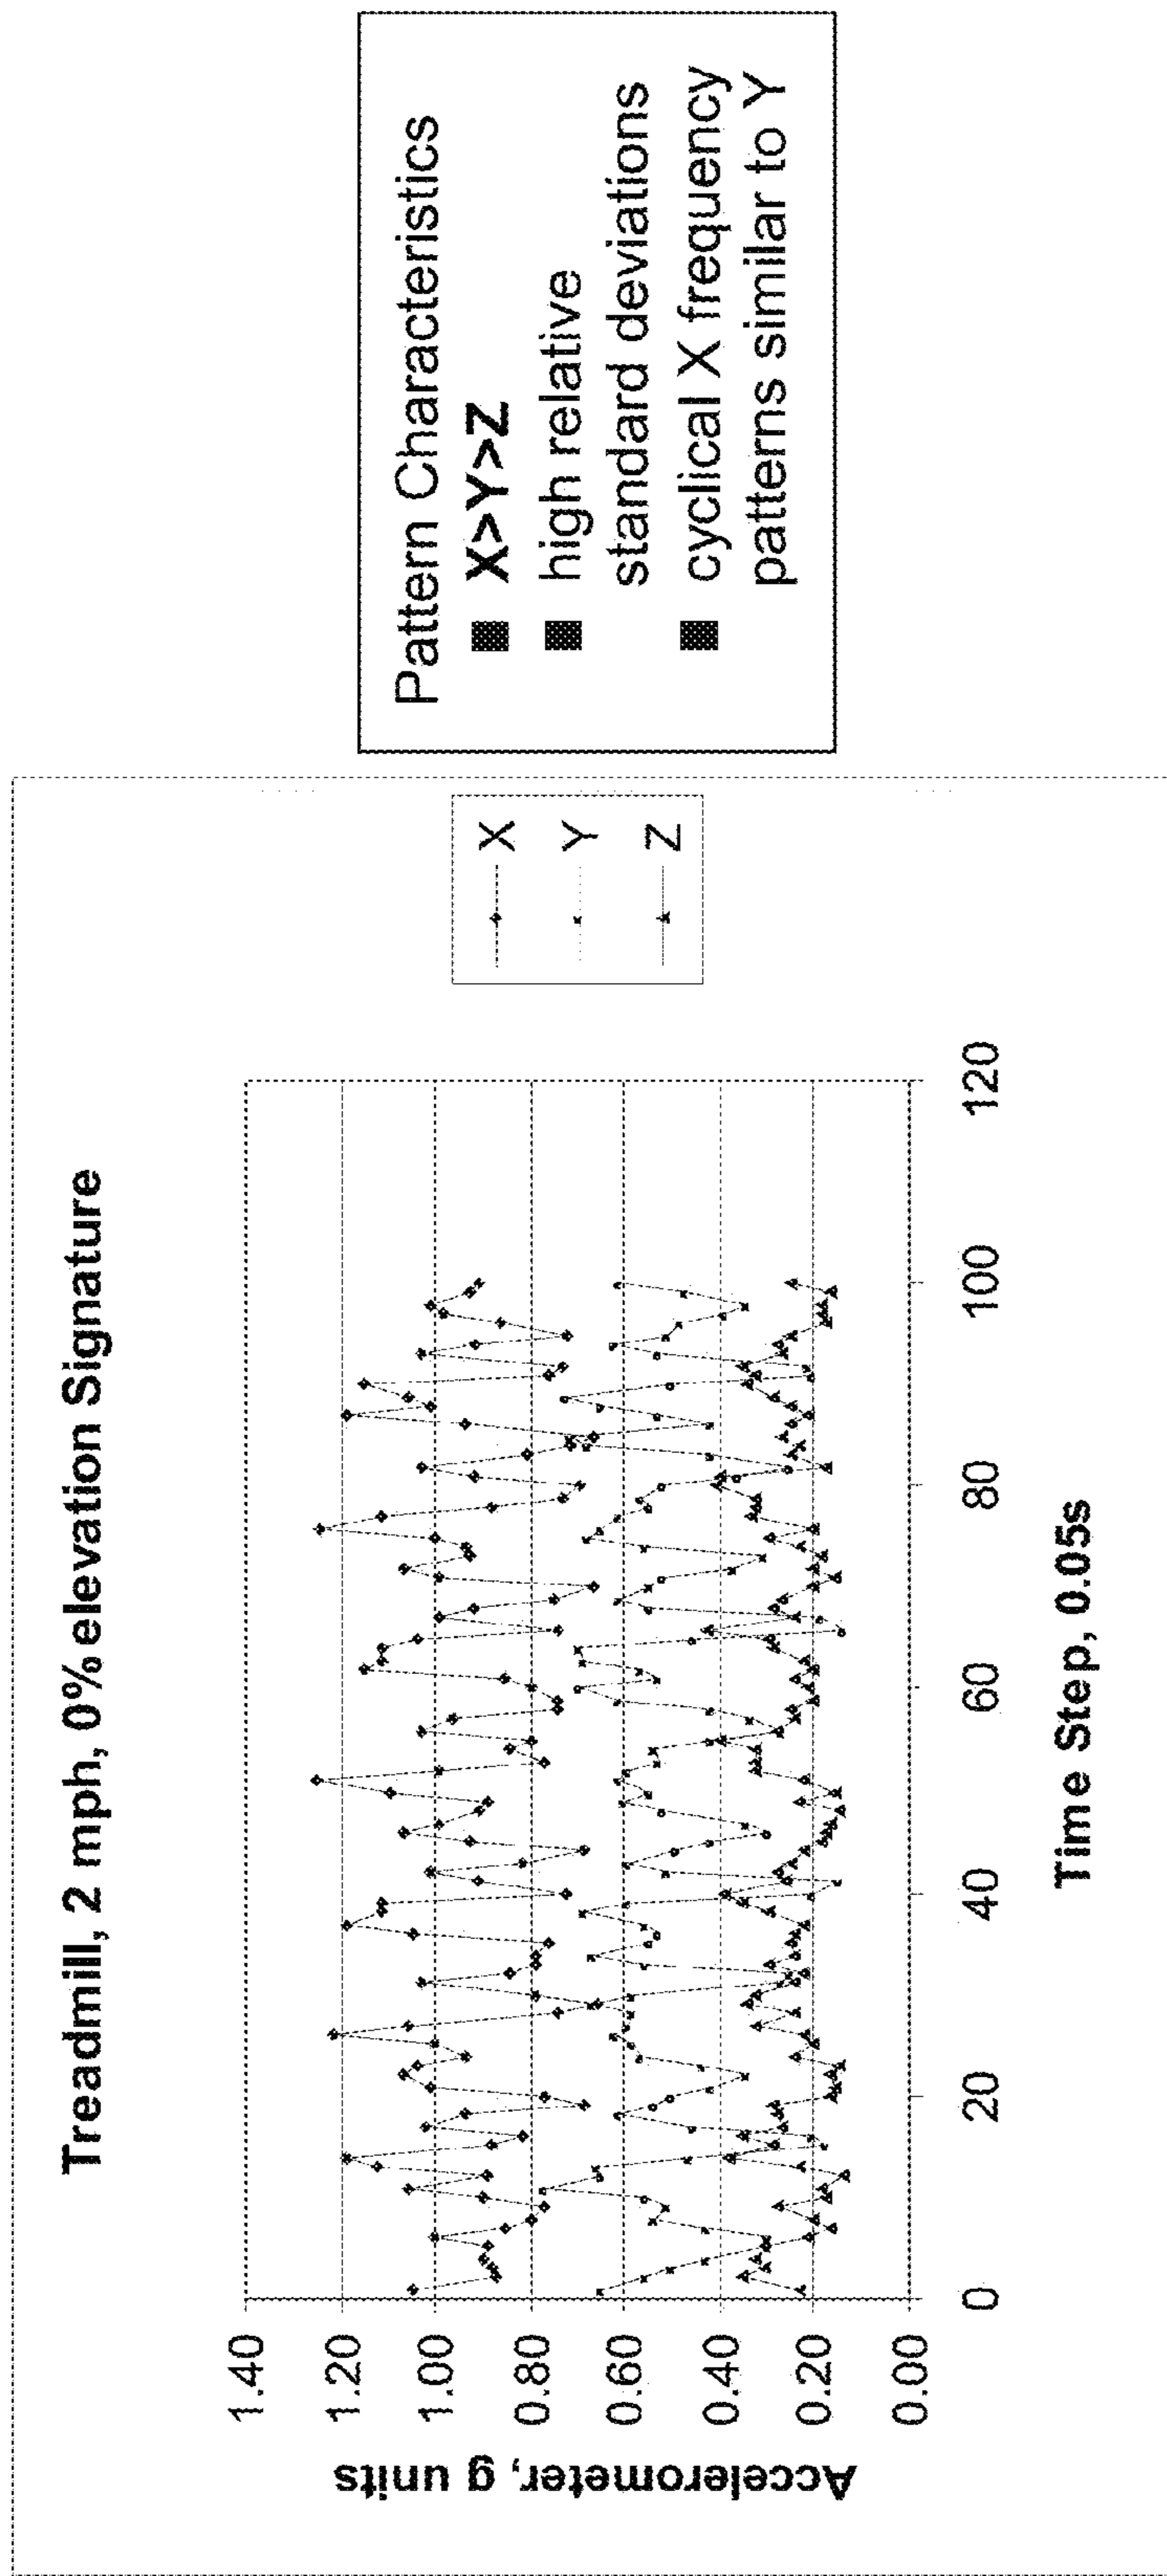 Treadmill, 2 mph, 0% elevation Signature
Accelerometer, g units
1.40
1.20
1.00
0.80
0.60
0.40
0.20
0.00
0
20
40
60
80
100
120
Time Step, 0.05s
X
Y
Z
Pattern Characteristics
X>Y>Z
high relative
standard deviations
cyclical X frequency
patterns similar to Y